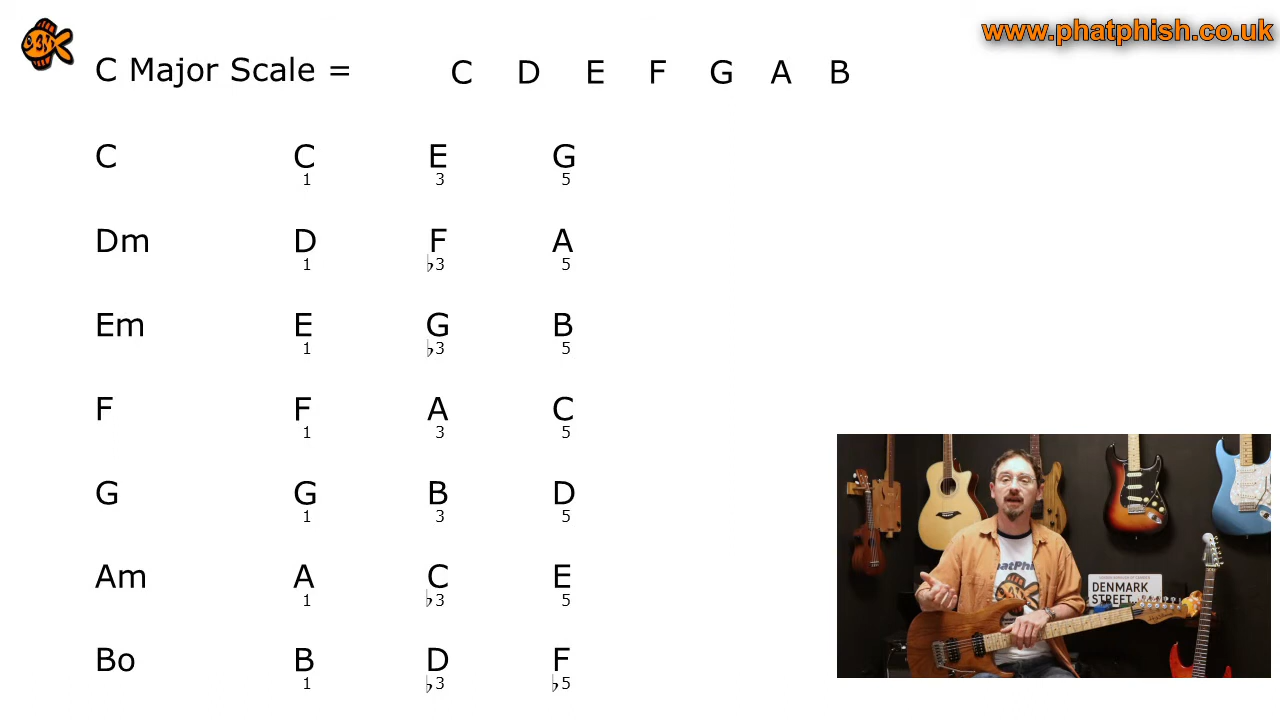 www.phatphish.co.uk
C Major Scale = C D E F G A B
C C E G
1 3 5
Dm D F A
1 ♭3 5
Em E G B
1 ♭3 5
F F A C
1 3 5
G G B D
1 3 5
Am A C E
1 ♭3 5
Bo B D F
1 ♭3 ♭5
DENMARK
STREET